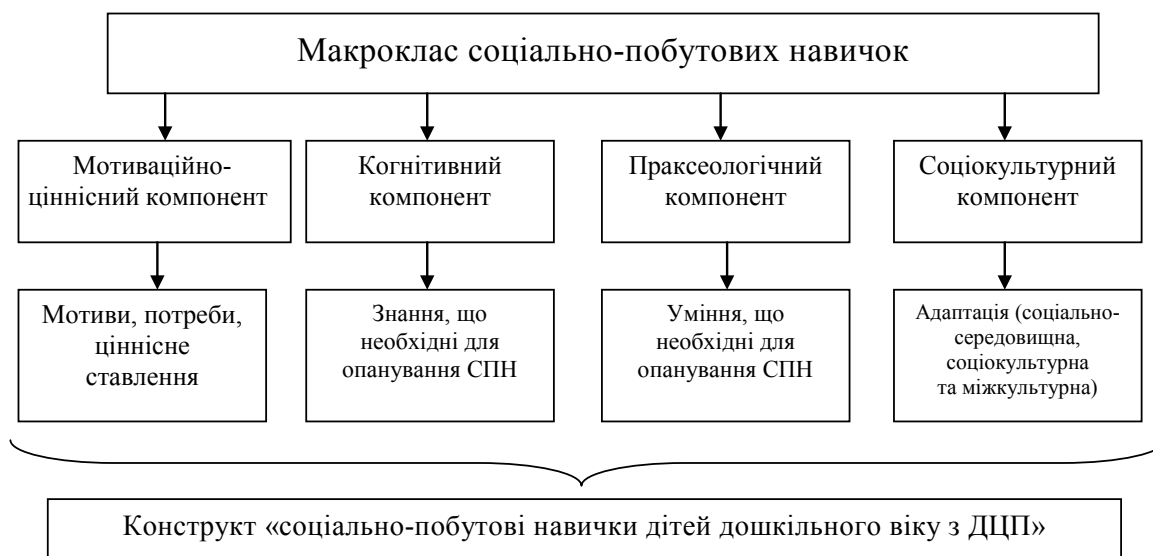 Макроклас соціально-побутових навичок
Мотиваційно-
ціннісний компонент
Когнітивний
компонент
Праксеологічний
компонент
Соціокультурний
компонент
Мотиви, потреби,
ціннісне
ставлення
Знання, що
необхідні для
опанування СПН
Уміння, що
необхідні для
опанування СПН
Адаптація (соціально-
середовищна,
соціокультурна
та міжкультурна)
Конструкт «соціально-побутові навички дітей дошкільного віку з ДЦП»